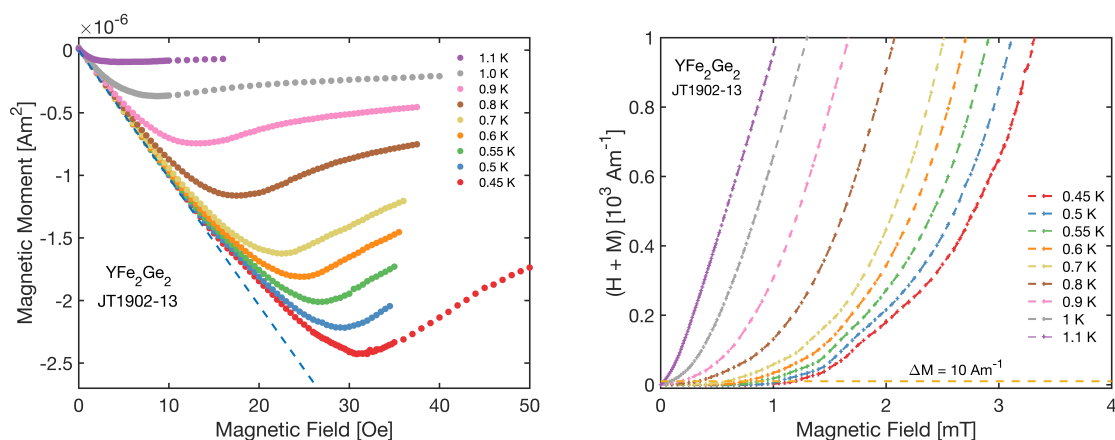 ×10⁻⁶
0
-0.5
-1
-1.5
-2
-2.5
Magnetic Moment [Am²]
0
10
20
30
40
50
Magnetic Field [Oe]
YFe₂Ge₂
JT1902-13
1.1 K
1.0 K
0.9 K
0.8 K
0.7 K
0.6 K
0.55 K
0.5 K
0.45 K
1
0.8
0.6
0.4
0.2
0
(H + M) [10³ Am⁻¹]
0
1
2
3
4
Magnetic Field [mT]
YFe₂Ge₂
JT1902-13
0.45 K
0.5 K
0.55 K
0.6 K
0.7 K
0.8 K
0.9 K
1 K
1.1 K
ΔM = 10 Am⁻¹